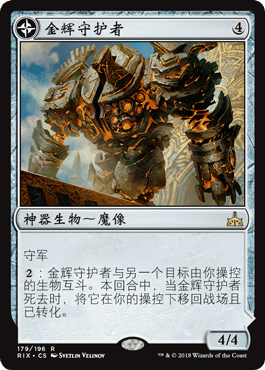 金辉守护者 4
神器生物～魔像
守军
2：金辉守护者与另一个目标由你操控
的生物互斗。本回合中，当金辉守护者
死去时，将它在你的操控下移回战场且
已转化。
4/4
179/196 R
RIX • CS SVETLIN VELINOV
™ & © 2018 Wizards of the Coast